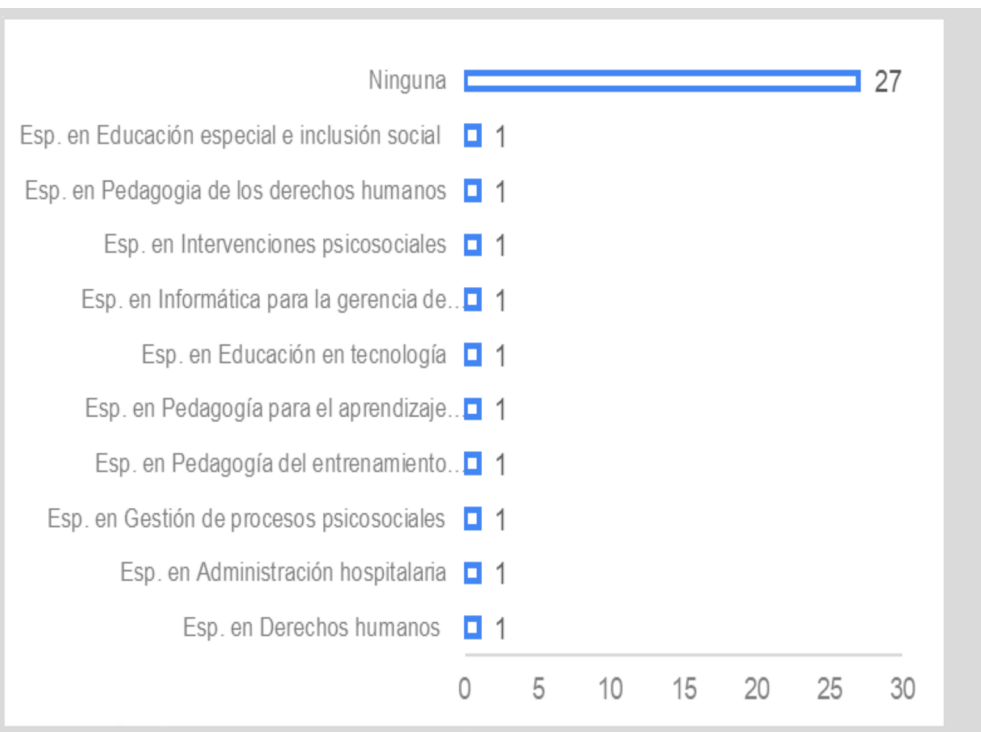 Ninguna 27
Esp. en Educación especial e inclusión social 1
Esp. en Pedagogia de los derechos humanos 1
Esp. en Intervenciones psicosociales 1
Esp. en Informática para la gerencia de... 1
Esp. en Educación en tecnología 1
Esp. en Pedagogía para el aprendizaje... 1
Esp. en Pedagogía del entrenamiento... 1
Esp. en Gestión de procesos psicosociales 1
Esp. en Administración hospitalaria 1
Esp. en Derechos humanos 1
0 5 10 15 20 25 30